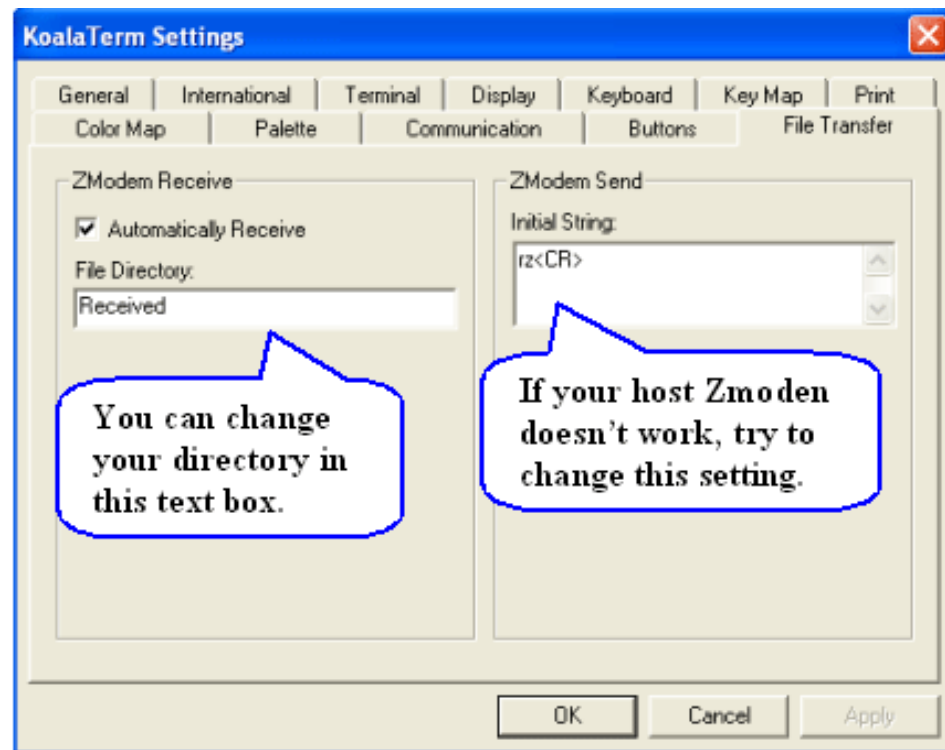 KoalaTerm Settings
General International Terminal Display Keyboard Key Map Print
Color Map Palette Communication Buttons File Transfer
ZModem Receive
Automatically Receive
File Directory:
Received
You can change
your directory in
this text box.
ZModem Send
Initial String:
rz<CR>
If your host Zmoden
doesn't work, try to
change this setting.
OK Cancel Apply